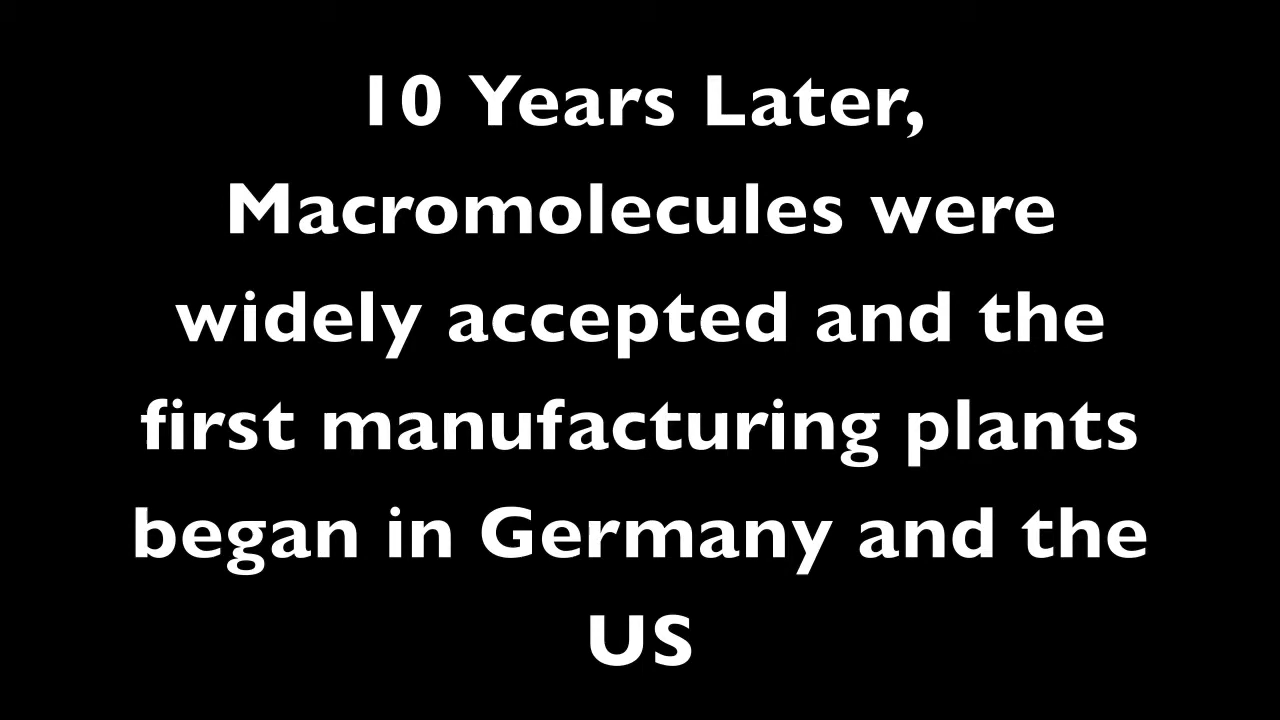 10 Years Later,
Macromolecules were
widely accepted and the
first manufacturing plants
began in Germany and the
US